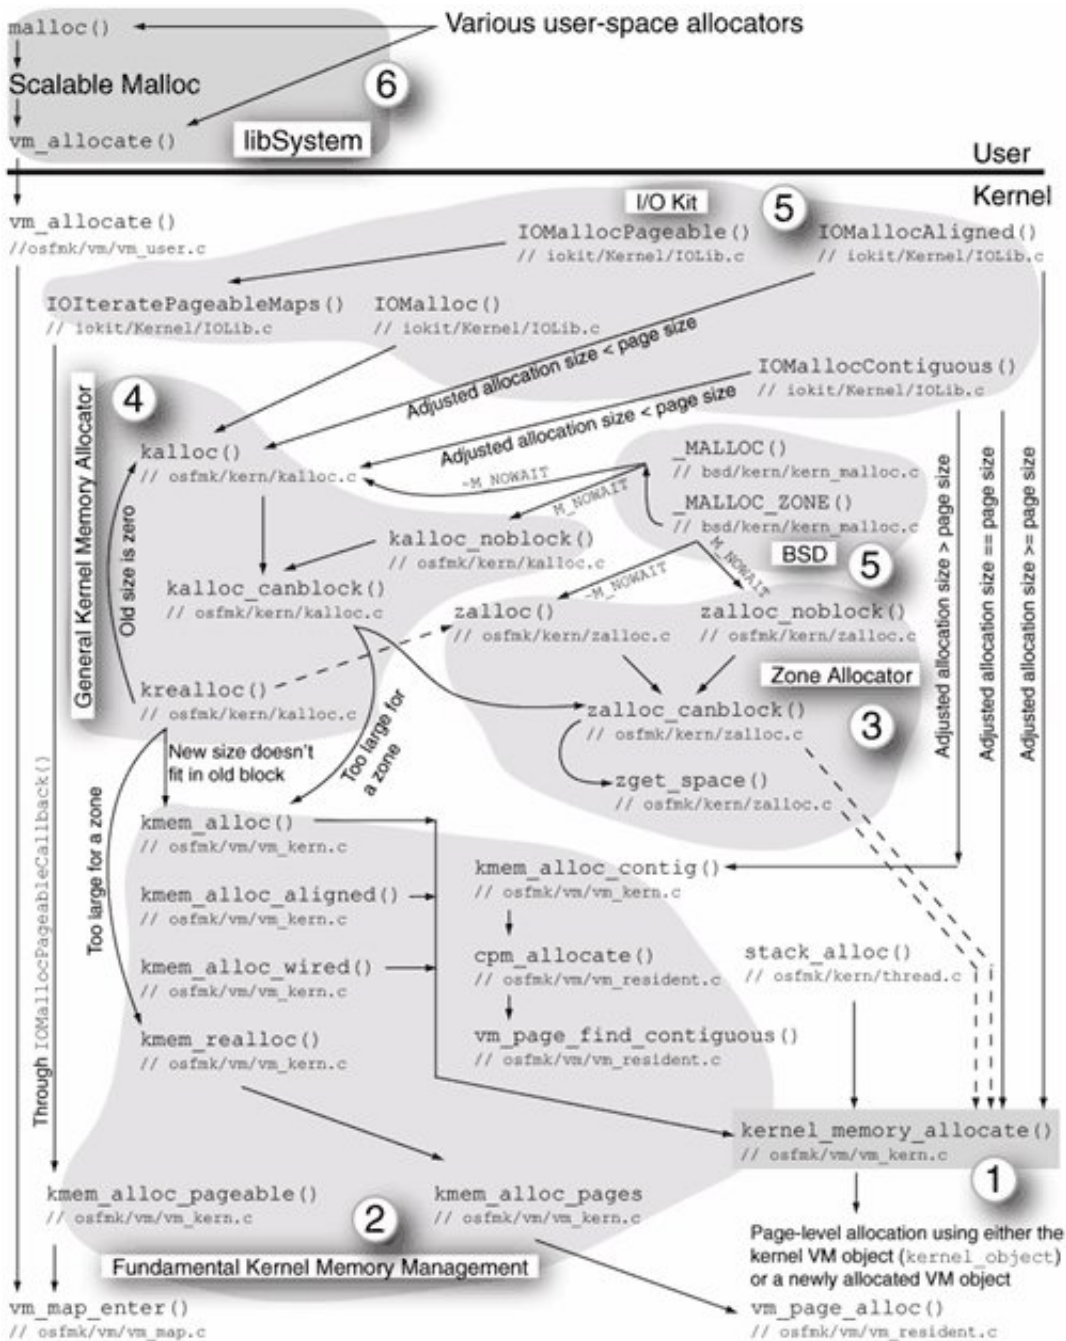 malloc()
Various user-space allocators
Scalable Malloc
6
vm_allocate()
libSystem
User
Kernel
vm_allocate()
//osfmk/vm/vm_user.c
I/O Kit
5
IOMallocPageable()
// iokit/Kernel/IOLib.c
IOMallocAligned()
// iokit/Kernel/IOLib.c
IOIteratePageableMaps()
// iokit/Kernel/IOLib.c
IOMalloc()
// iokit/Kernel/IOLib.c
Adjusted allocation size < page size
IOMallocContiguous()
// iokit/Kernel/IOLib.c
Adjusted allocation size < page size
General Kernel Memory Allocator
4
kalloc()
// osfmk/kern/kalloc.c
_MALLOC()
// bsd/kern/kern_malloc.c
~M_NOWAIT
M_NOWAIT
_MALLOC_ZONE()
// bsd/kern/kern_malloc.c
BSD
5
kalloc_noblock()
// osfmk/kern/kalloc.c
M_NOWAIT
~M_NOWAIT
kalloc_canblock()
// osfmk/kern/kalloc.c
Old size is zero
zalloc()
// osfmk/kern/zalloc.c
zalloc_noblock()
// osfmk/kern/zalloc.c
Zone Allocator
3
krealloc()
// osfmk/kern/kalloc.c
zalloc_canblock()
// osfmk/kern/zalloc.c
New size doesn't
fit in old block
Too large for
a zone
zget_space()
// osfmk/kern/zalloc.c
Adjusted allocation size > page size
Adjusted allocation size == page size
Adjusted allocation size >= page size
Through IOMallocPageableCallback()
Too large for a zone
kmem_alloc()
// osfmk/vm/vm_kern.c
kmem_alloc_contig()
// osfmk/vm/vm_kern.c
kmem_alloc_aligned()
// osfmk/vm/vm_kern.c
cpm_allocate()
// osfmk/vm/vm_resident.c
stack_alloc()
// osfmk/kern/thread.c
kmem_alloc_wired()
// osfmk/vm/vm_kern.c
kmem_realloc()
// osfmk/vm/vm_kern.c
vm_page_find_contiguous()
// osfmk/vm/vm_resident.c
kernel_memory_allocate()
// osfmk/vm/vm_kern.c
1
kmem_alloc_pageable()
// osfmk/vm/vm_kern.c
2
kmem_alloc_pages
// osfmk/vm/vm_kern.c
Fundamental Kernel Memory Management
Page-level allocation using either the
kernel VM object (kernel_object)
or a newly allocated VM object
vm_map_enter()
// osfmk/vm/vm_map.c
vm_page_alloc()
// osfmk/vm/vm_resident.c